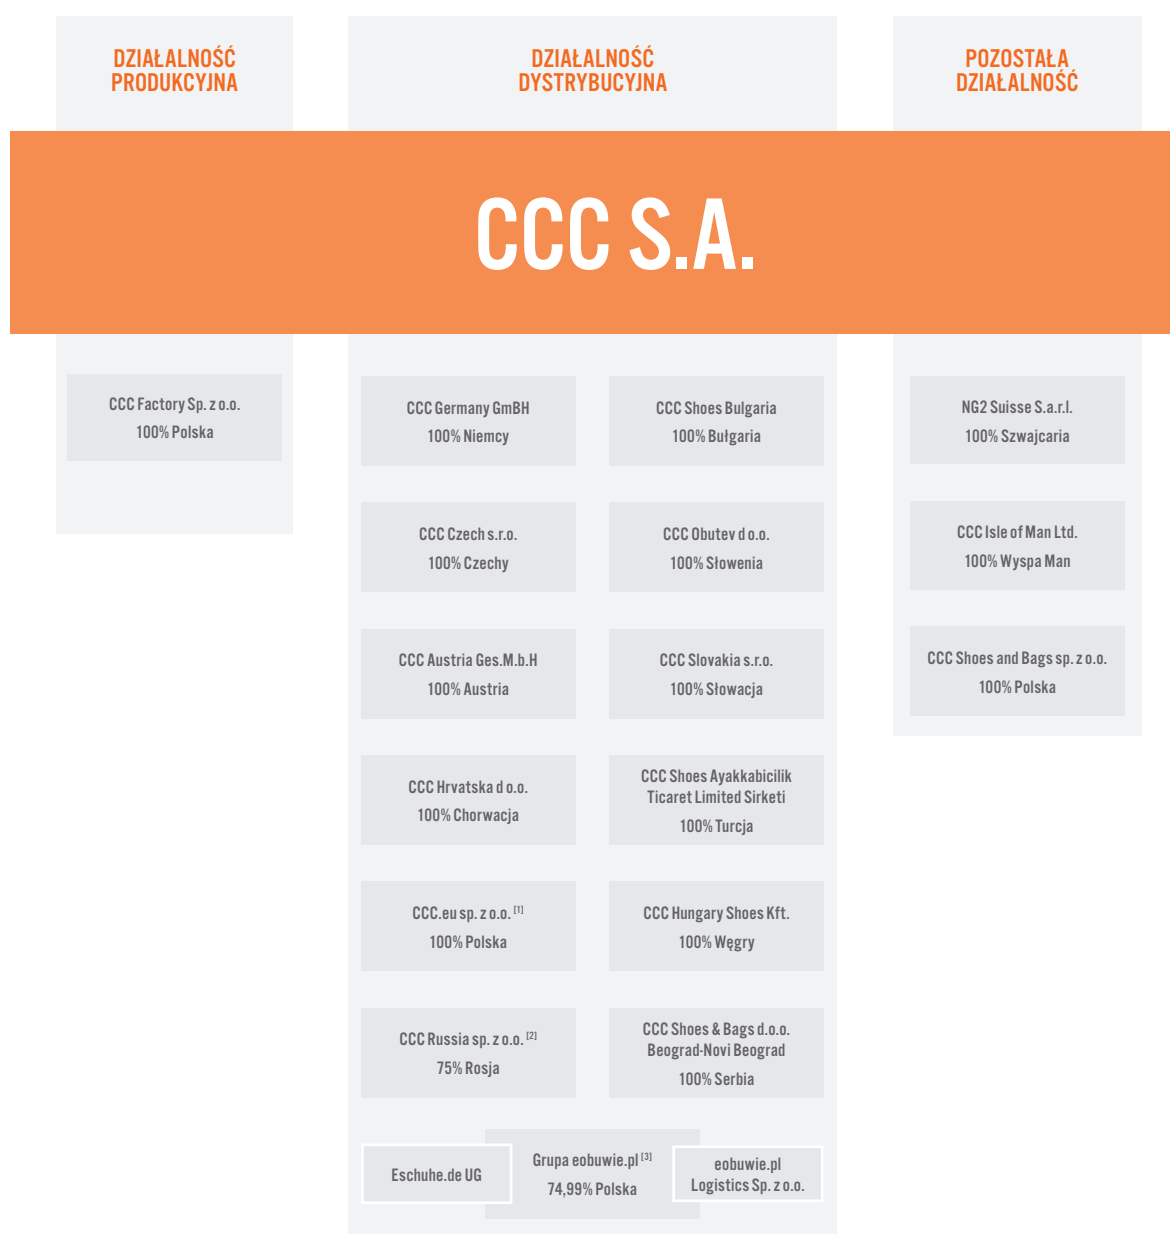 DZIAŁALNOŚĆ
PRODUKCYJNA
DZIAŁALNOŚĆ
DYSTRYBUCYJNA
POZOSTAŁA
DZIAŁALNOŚĆ
CCC S.A.
CCC Factory Sp. z o.o.
100% Polska
CCC Germany GmBH
100% Niemcy
CCC Shoes Bulgaria
100% Bułgaria
NG2 Suisse S.a.r.l.
100% Szwajcaria
CCC Czech s.r.o.
100% Czechy
CCC Obutev d o.o.
100% Słowenia
CCC Isle of Man Ltd.
100% Wyspa Man
CCC Austria Ges.M.b.H
100% Austria
CCC Slovakia s.r.o.
100% Słowacja
CCC Shoes and Bags sp. z o.o.
100% Polska
CCC Hrvatska d o.o.
100% Chorwacja
CCC Shoes Ayakkabicilik
Ticaret Limited Sirketi
100% Turcja
CCC.eu sp. z o.o. [1]
100% Polska
CCC Hungary Shoes Kft.
100% Węgry
CCC Russia sp. z o.o. [2]
75% Rosja
CCC Shoes & Bags d.o.o.
Beograd-Novi Beograd
100% Serbia
Eschuhe.de UG
Grupa eobuwie.pl [3]
74,99% Polska
eobuwie.pl
Logistics Sp. z o.o.